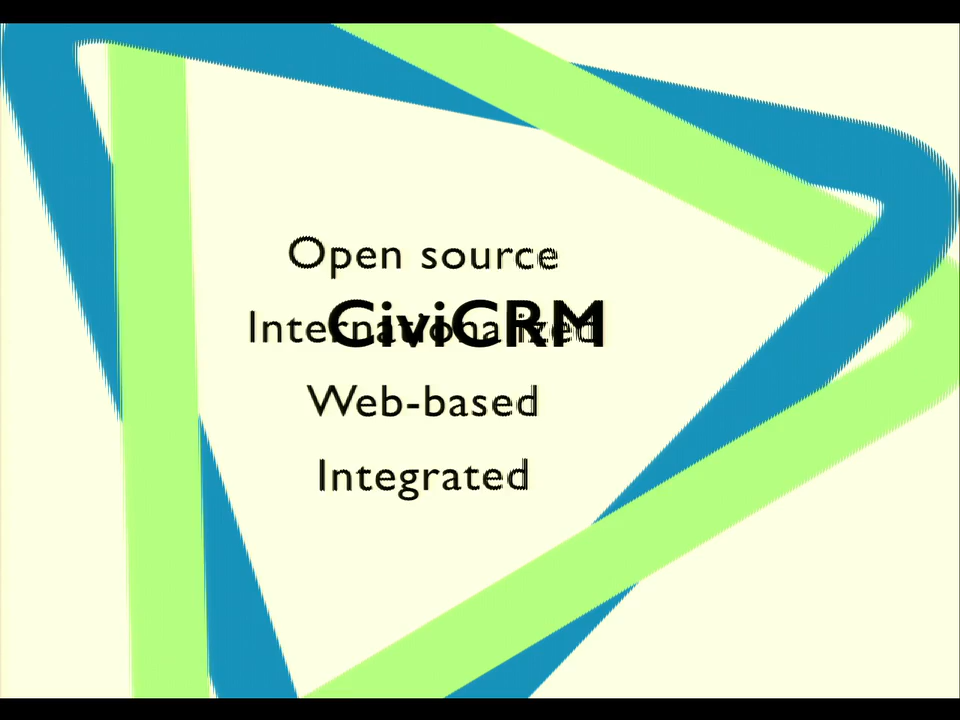 Open source
CiviCRM
Internationalized
Web-based
Integrated